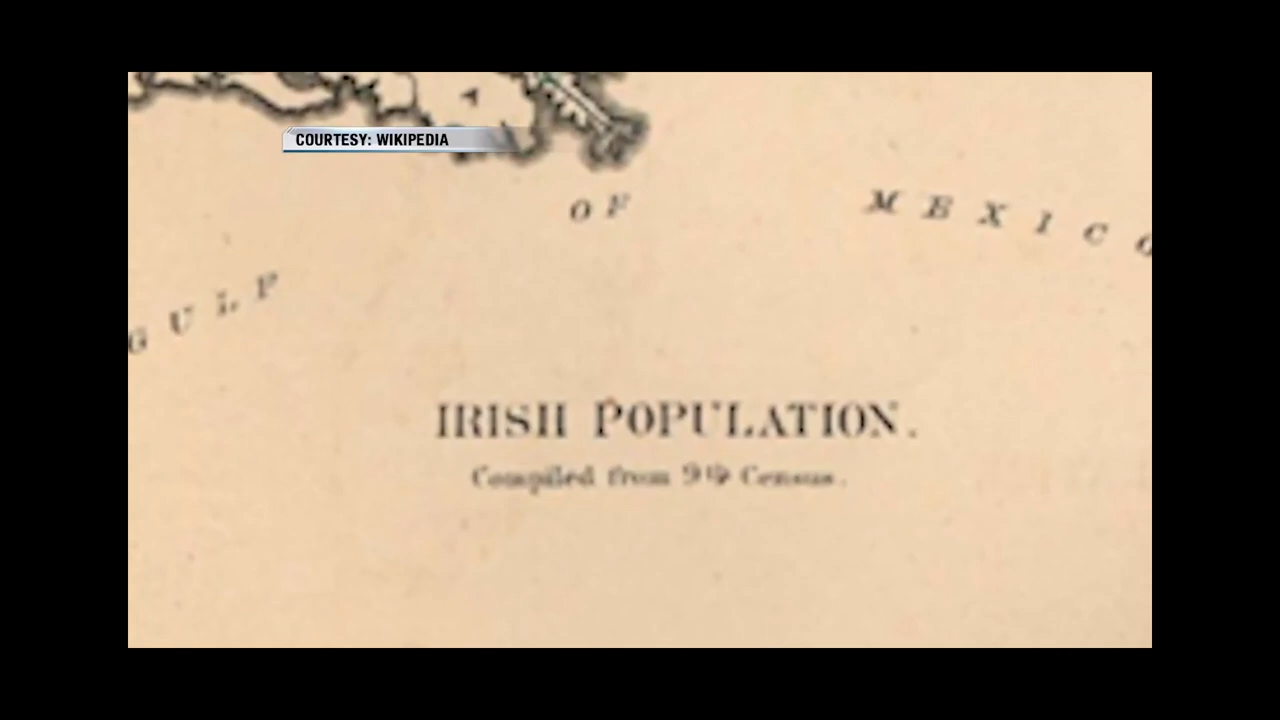 COURTESY: WIKIPEDIA
OF
MEXICO
GULF
IRISH POPULATION.
Compiled from 9th Census.